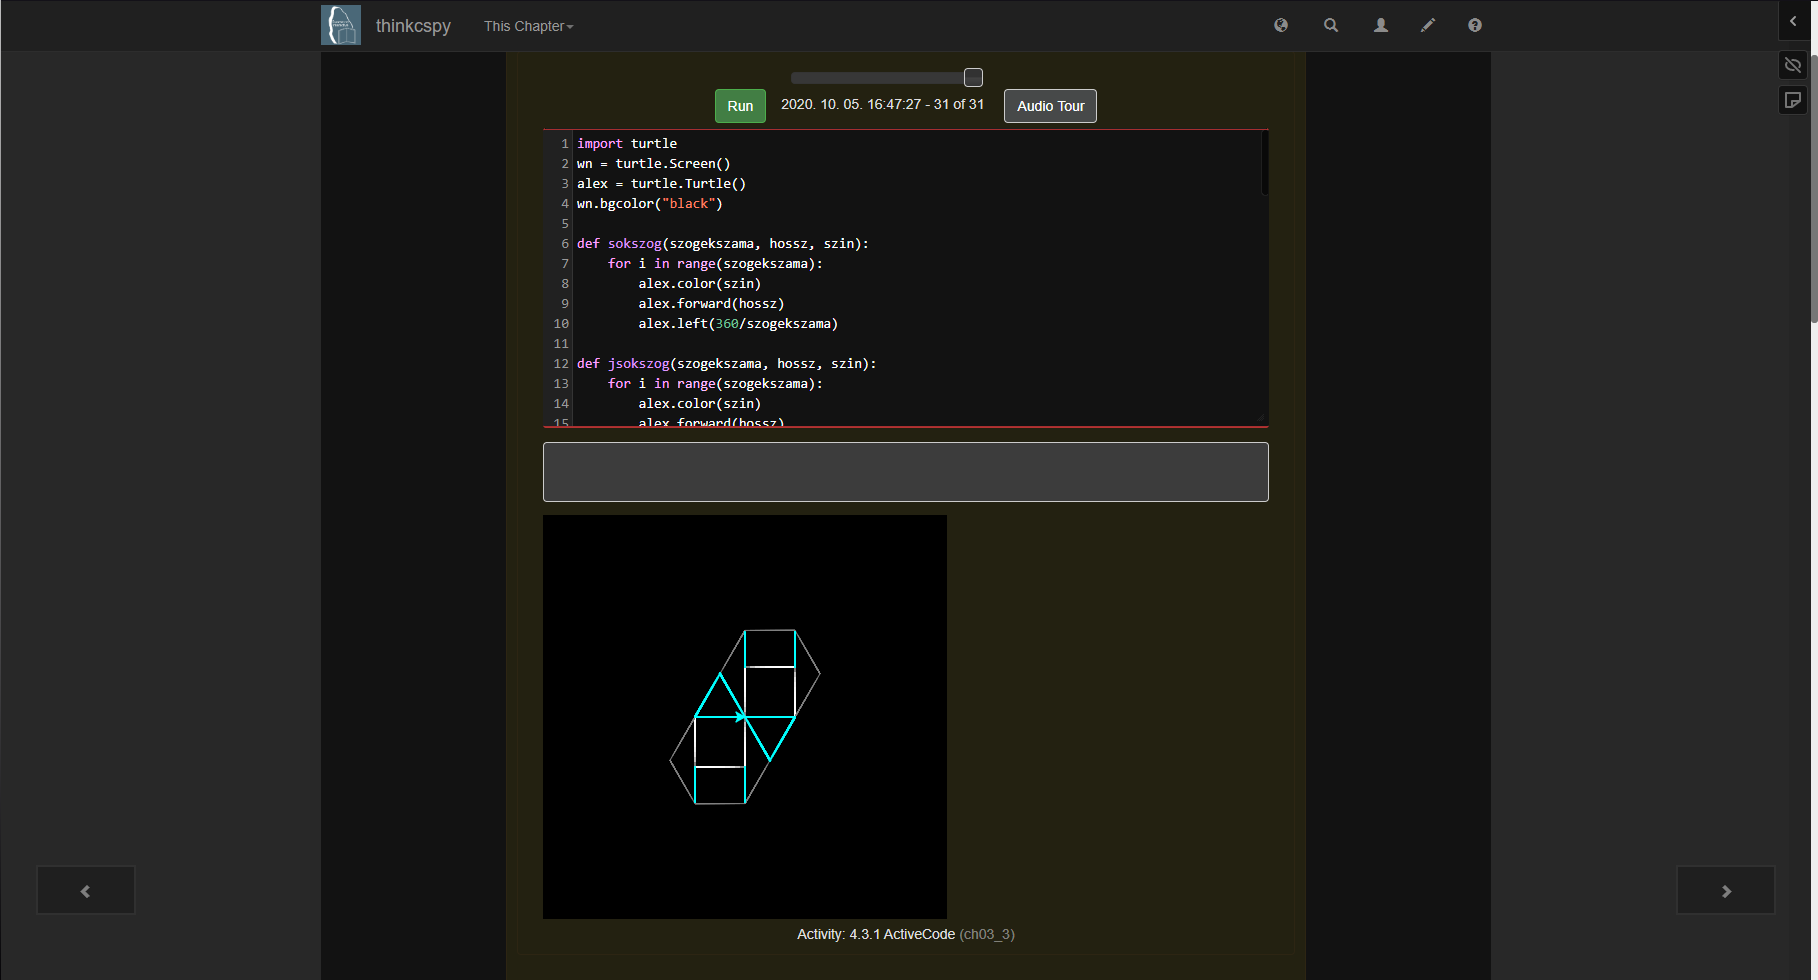 thinkcspy This Chapter
Run 2020. 10. 05. 16:47:27 - 31 of 31 Audio Tour
1 import turtle
2 wn = turtle.Screen()
3 alex = turtle.Turtle()
4 wn.bgcolor("black")
5
6 def sokszog(szogekszama, hossz, szin):
7     for i in range(szogekszama):
8         alex.color(szin)
9         alex.forward(hossz)
10         alex.left(360/szogekszama)
11
12 def jsokszog(szogekszama, hossz, szin):
13     for i in range(szogekszama):
14         alex.color(szin)
15         alex.forward(hossz)
Activity: 4.3.1 ActiveCode (ch03_3)